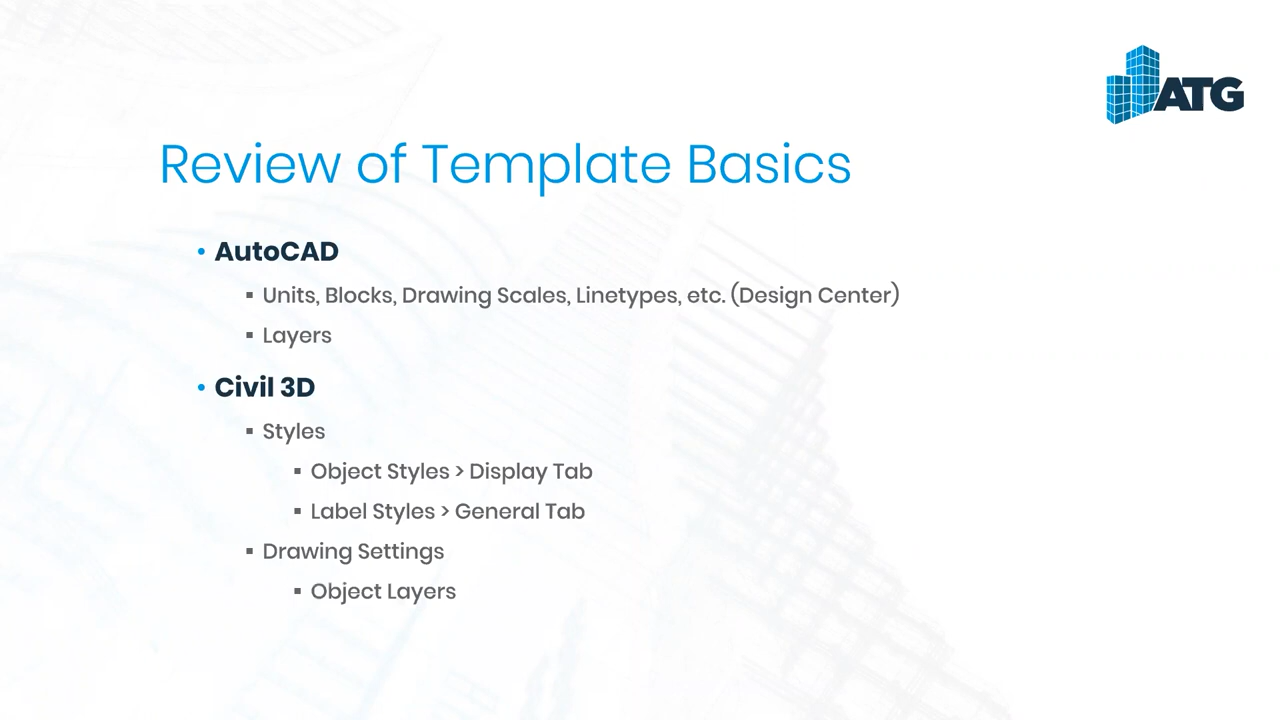 ATG
Review of Template Basics
• AutoCAD
▪ Units, Blocks, Drawing Scales, Linetypes, etc. (Design Center)
▪ Layers
• Civil 3D
▪ Styles
▪ Object Styles > Display Tab
▪ Label Styles > General Tab
▪ Drawing Settings
▪ Object Layers